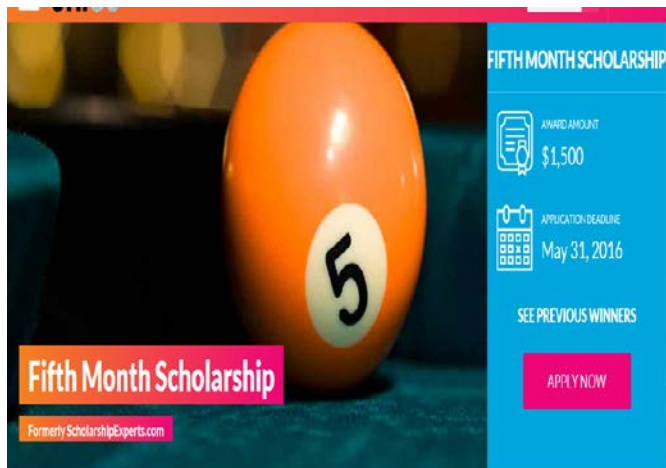 FIFTH MONTH SCHOLARSHIP
AWARD AMOUNT
$1,500
APPLICATION DEADLINE
May 31, 2016
SEE PREVIOUS WINNERS
APPLY NOW
5
Fifth Month Scholarship
Formerly ScholarshipExperts.com